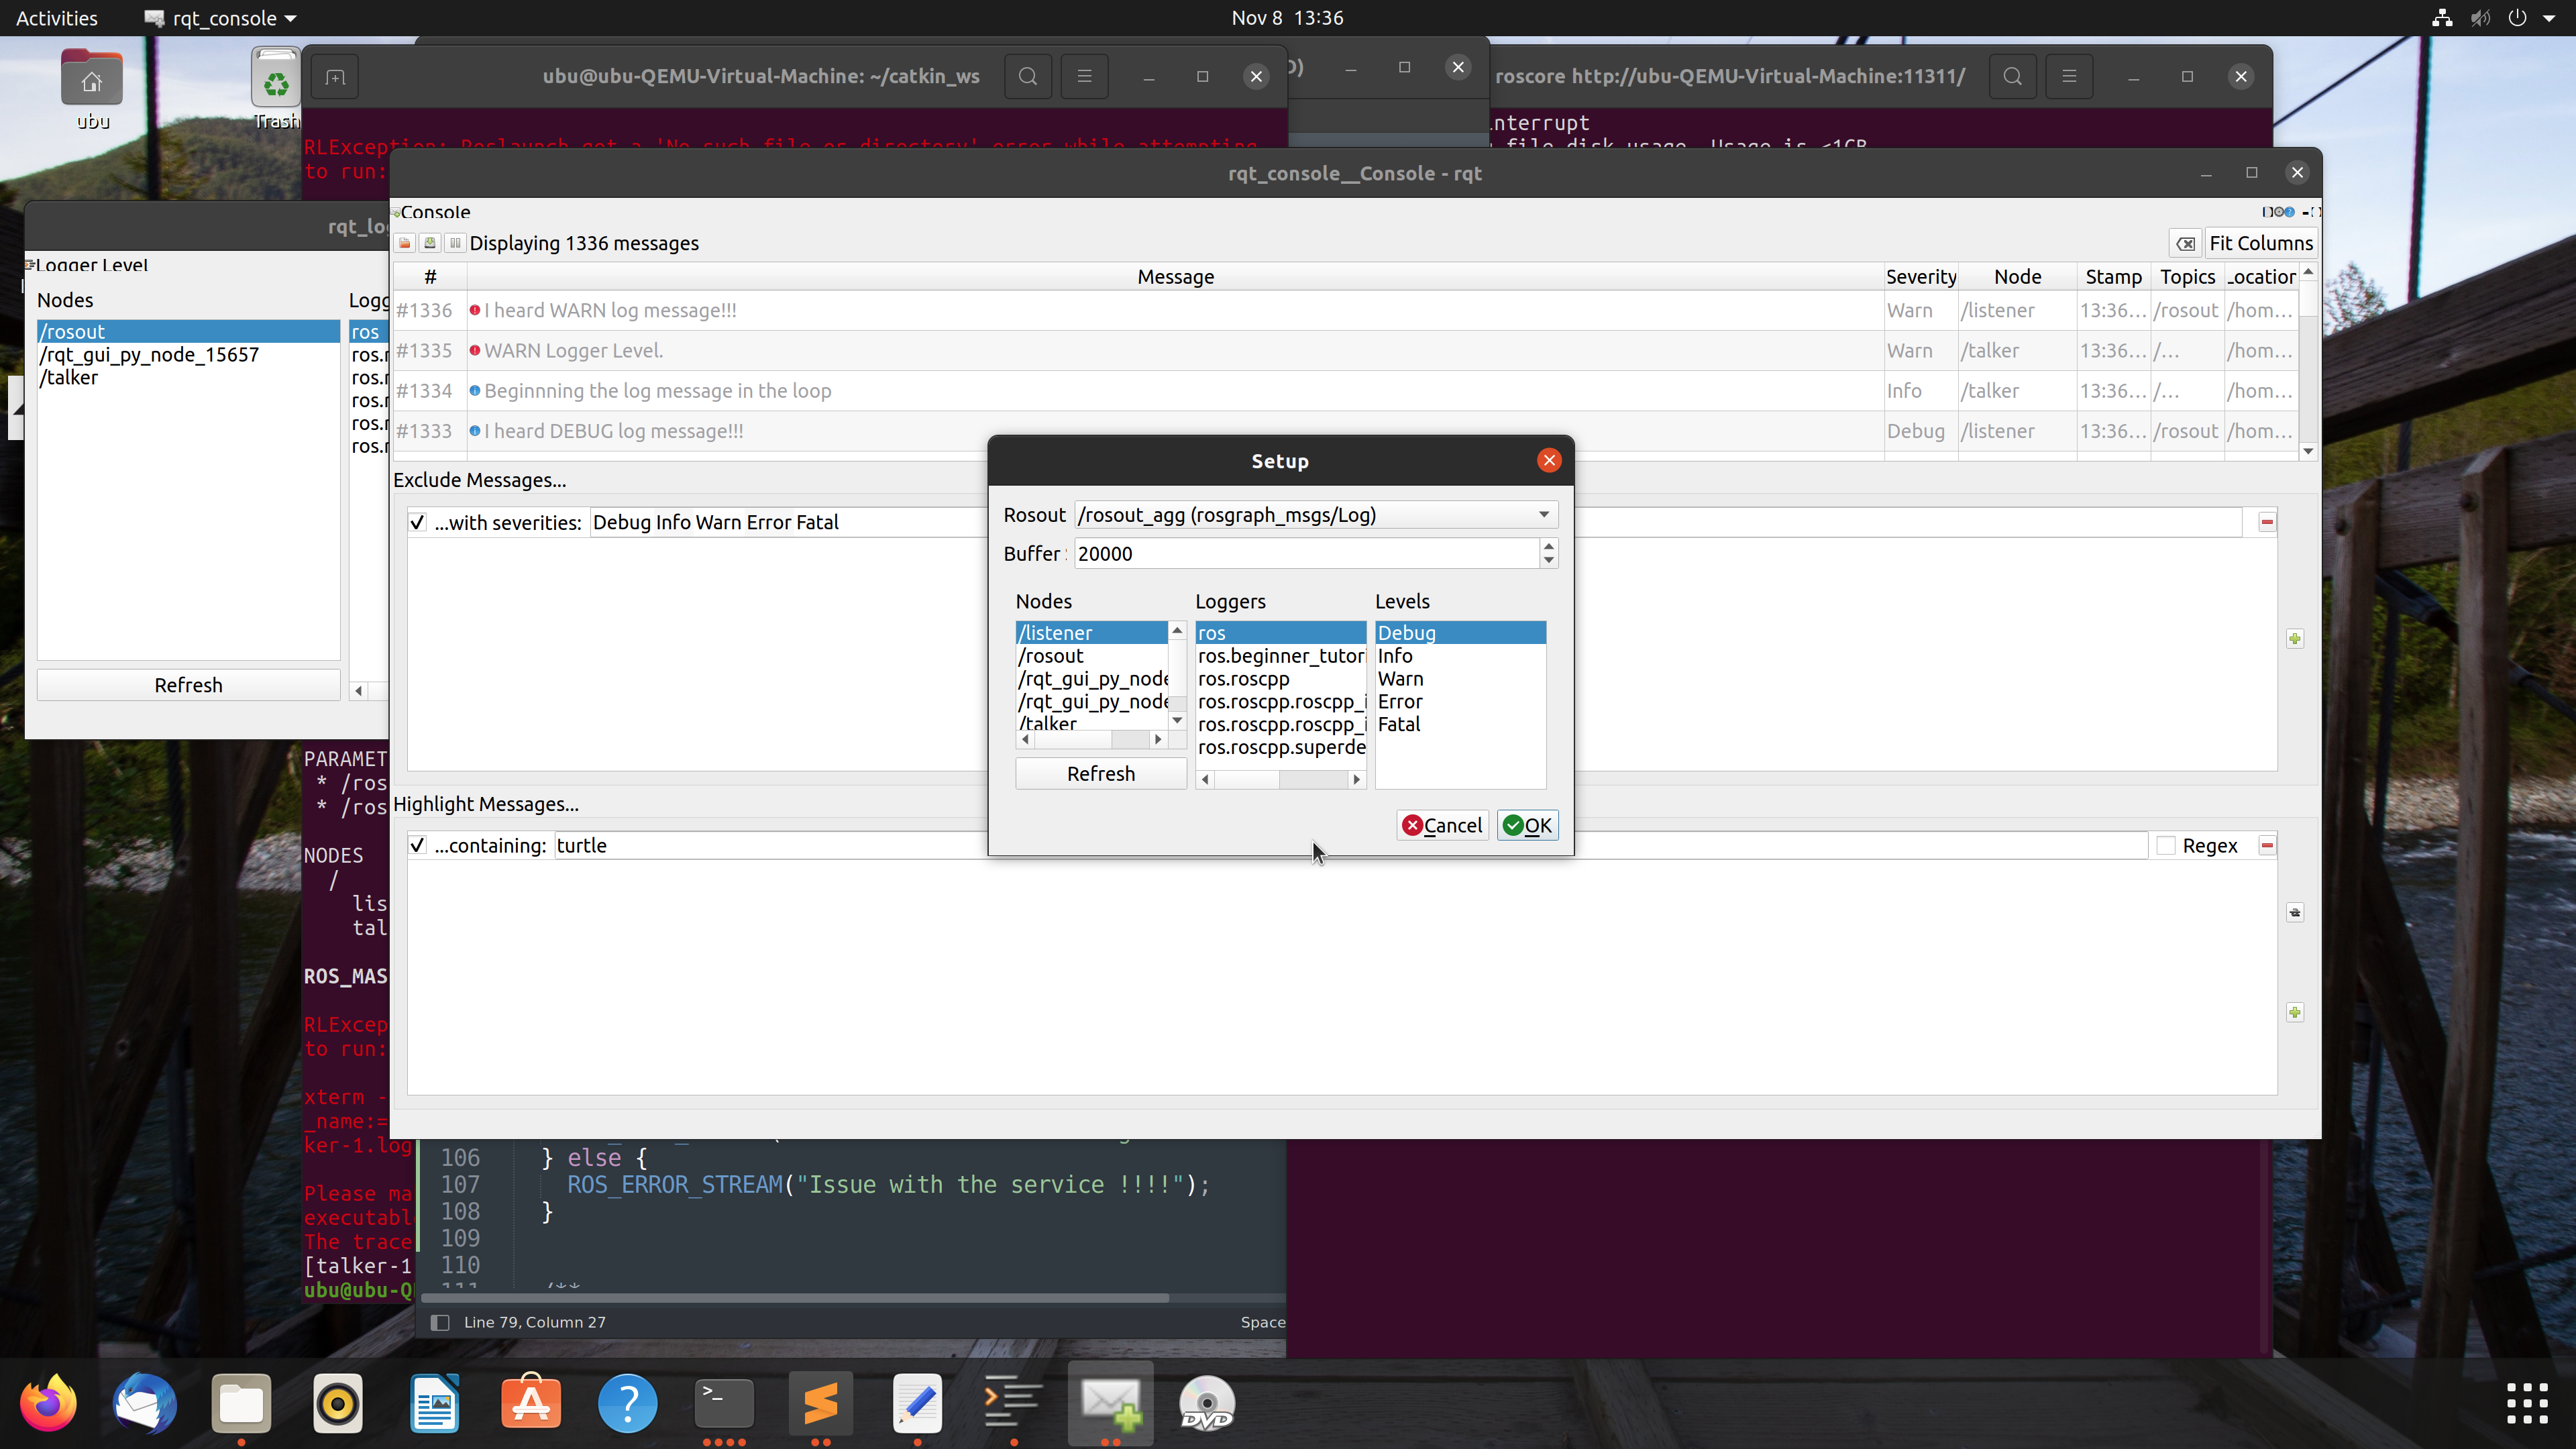 Activities
rqt_console
Nov 8 13:36
ubu
Trash
ubu@ubu-QEMU-Virtual-Machine: ~/catkin_ws
roscore http://ubu-QEMU-Virtual-Machine:11311/
RLException: Roslaunch got a 'No such file or directory' error while attempting
to run:
nterrupt
file disk usage. Usage is <1GB
rqt_console__Console - rqt
Console
Displaying 1336 messages
Fit Columns
# Message Severity Node Stamp Topics Location
#1336 I heard WARN log message!!! Warn /listener 13:36... /rosout /hom...
#1335 WARN Logger Level. Warn /talker 13:36... /... /hom...
#1334 Beginnning the log message in the loop Info /talker 13:36... /... /hom...
#1333 I heard DEBUG log message!!! Debug /listener 13:36... /rosout /hom...
Exclude Messages...
...with severities: Debug Info Warn Error Fatal
Highlight Messages...
...containing: turtle
Regex
rqt_lo
Logger Level
Nodes
Logg
/rosout
/rqt_gui_py_node_15657
/talker
ros
ros.r
ros.r
ros.r
ros.r
ros.r
Refresh
Setup
Rosout /rosout_agg (rosgraph_msgs/Log)
Buffer 20000
Nodes
/listener
/rosout
/rqt_gui_py_node
/rqt_gui_py_node
/talker
Refresh
Loggers
ros
ros.beginner_tutori
ros.roscpp
ros.roscpp.roscpp_i
ros.roscpp.roscpp_i
ros.roscpp.superde
Levels
Debug
Info
Warn
Error
Fatal
Cancel
OK
PARAMET
* /ros
* /ros
NODES
/
lis
tal
ROS_MAS
RLExcep
to run:
xterm -
_name:=
ker-1.log
Please ma
executabl
The trace
[talker-1
ubu@ubu-Q
106 } else {
107 ROS_ERROR_STREAM("Issue with the service !!!!");
108 }
109
110
111 /**
Line 79, Column 27
Space
DVD